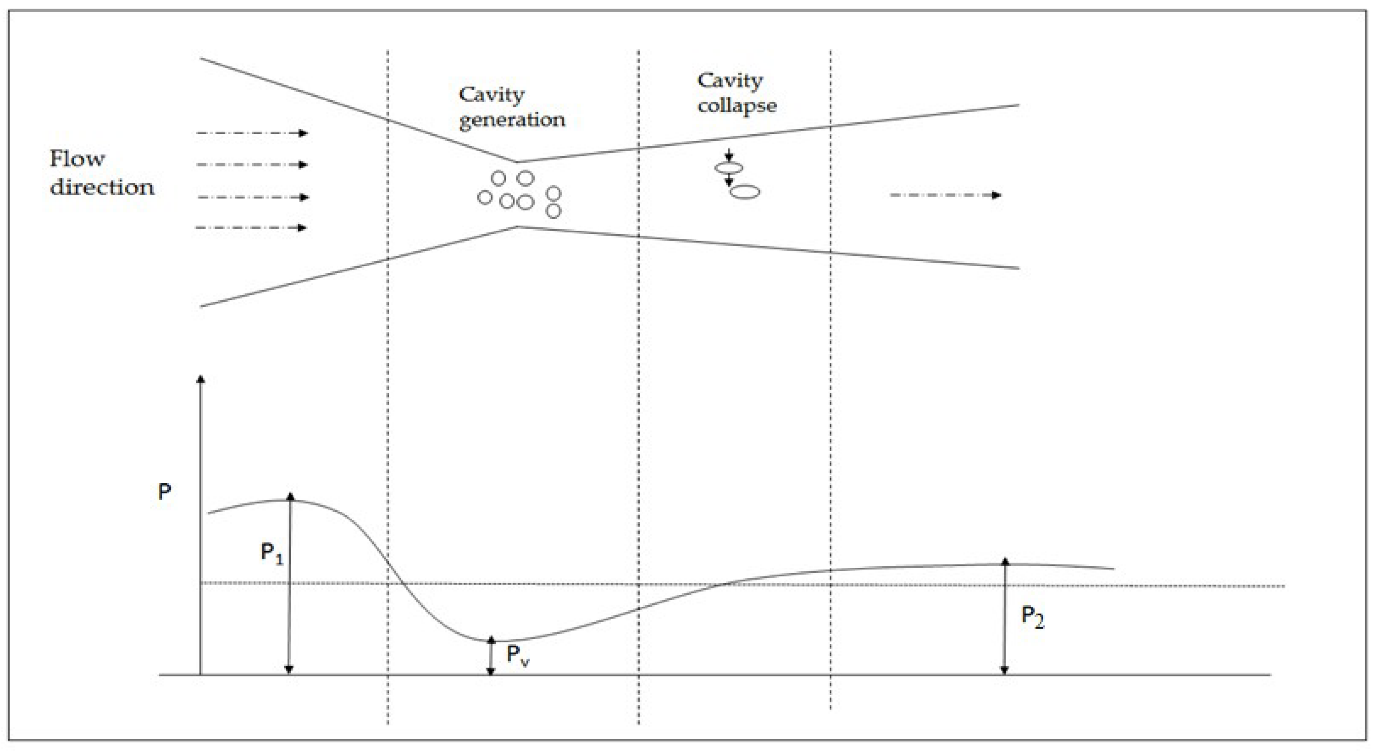 Cavity
generation
Cavity
collapse
Flow
direction
P
P₁
Pᵥ
P₂